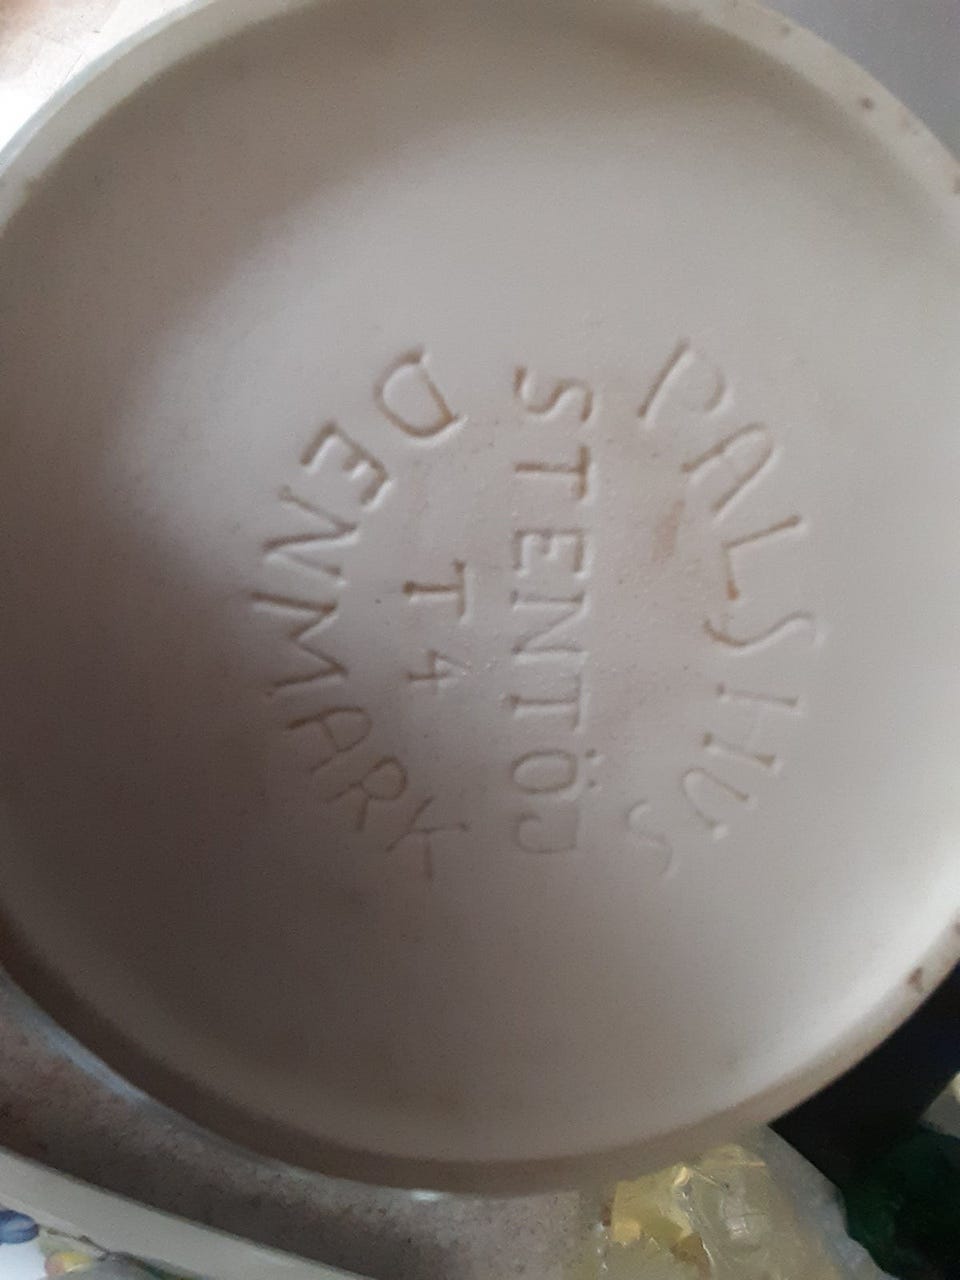 PALSHUS
STENTÖJ
T4
DENMARK